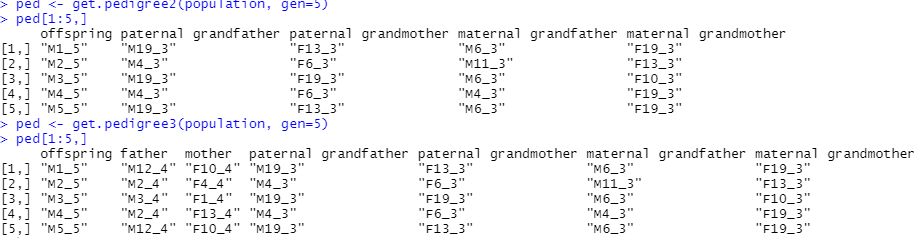 > ped <- get.pedigree2(population, gen=5)
> ped[1:5,]
     offspring paternal grandfather paternal grandmother maternal grandfather maternal grandmother
[1,] "M1_5"    "M19_3"              "F13_3"              "M6_3"               "F19_3"
[2,] "M2_5"    "M4_3"               "F6_3"               "M11_3"              "F13_3"
[3,] "M3_5"    "M19_3"              "F19_3"              "M6_3"               "F10_3"
[4,] "M4_5"    "M4_3"               "F6_3"               "M4_3"               "F19_3"
[5,] "M5_5"    "M19_3"              "F13_3"              "M6_3"               "F19_3"
> ped <- get.pedigree3(population, gen=5)
> ped[1:5,]
     offspring father  mother  paternal grandfather paternal grandmother maternal grandfather maternal grandmother
[1,] "M1_5"    "M12_4" "F10_4" "M19_3"              "F13_3"              "M6_3"               "F19_3"
[2,] "M2_5"    "M2_4"  "F4_4"  "M4_3"               "F6_3"               "M11_3"              "F13_3"
[3,] "M3_5"    "M3_4"  "F1_4"  "M19_3"              "F19_3"              "M6_3"               "F10_3"
[4,] "M4_5"    "M2_4"  "F13_4" "M4_3"               "F6_3"               "M4_3"               "F19_3"
[5,] "M5_5"    "M12_4" "F10_4" "M19_3"              "F13_3"              "M6_3"               "F19_3"